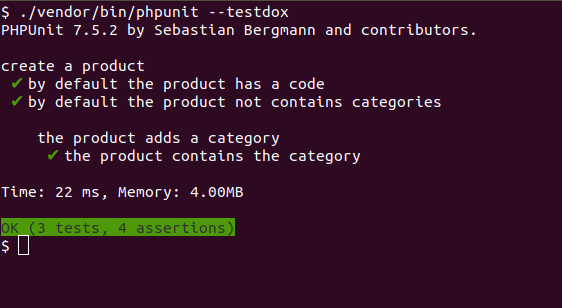 $ ./vendor/bin/phpunit --testdox
PHPUnit 7.5.2 by Sebastian Bergmann and contributors.
create a product
✔ by default the product has a code
✔ by default the product not contains categories
the product adds a category
✔ the product contains the category
Time: 22 ms, Memory: 4.00MB
OK (3 tests, 4 assertions)
$